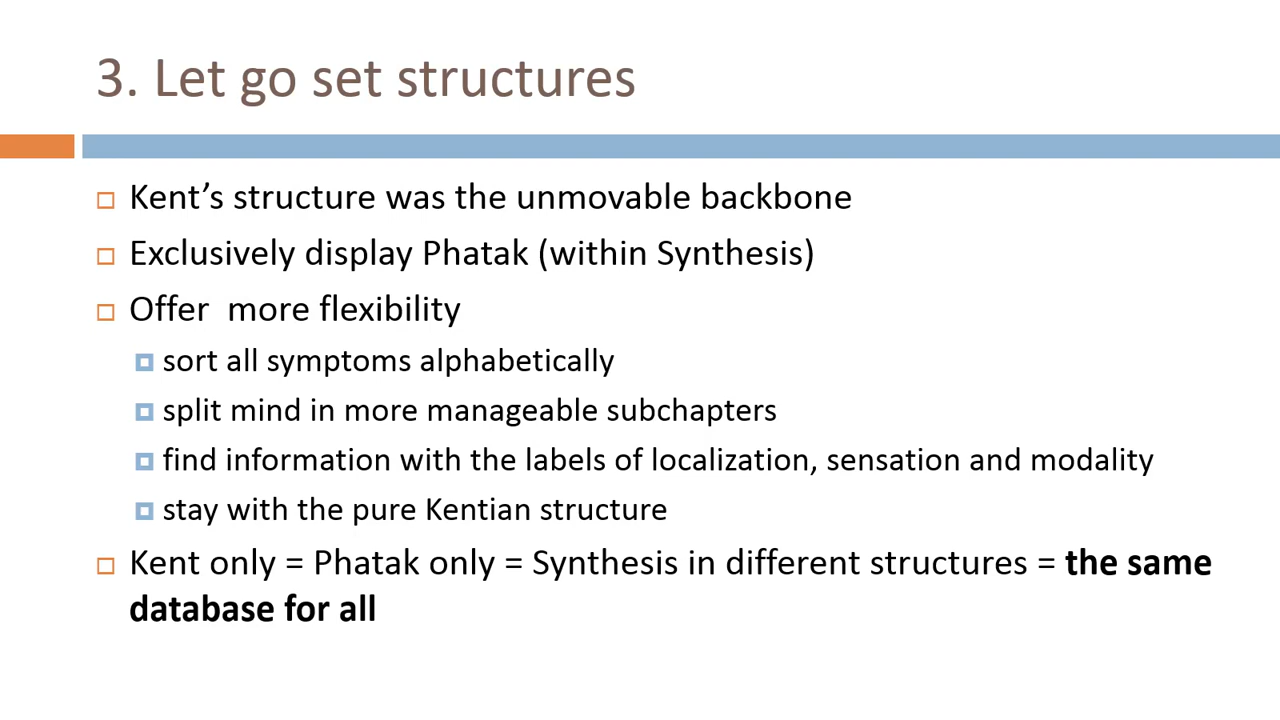 3. Let go set structures
Kent’s structure was the unmovable backbone
Exclusively display Phatak (within Synthesis)
Offer  more flexibility
sort all symptoms alphabetically
split mind in more manageable subchapters
find information with the labels of localization, sensation and modality
stay with the pure Kentian structure
Kent only = Phatak only = Synthesis in different structures = the same
database for all